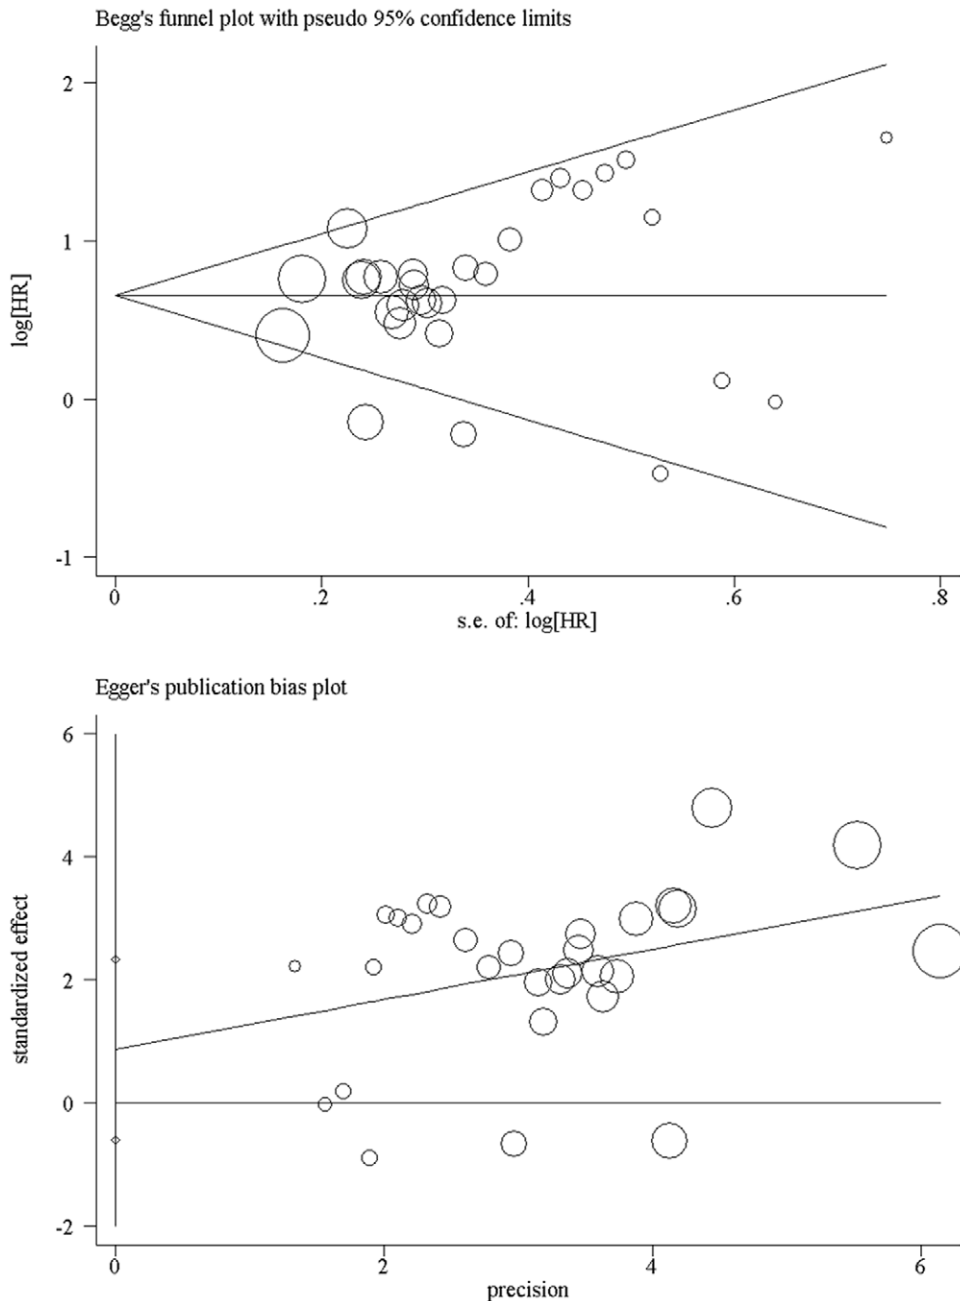 Begg's funnel plot with pseudo 95% confidence limits
log[HR]
2
1
0
-1
0 .2 .4 .6 .8
s.e. of: log[HR]
Egger's publication bias plot
standardized effect
6
4
2
0
-2
0 2 4 6
precision